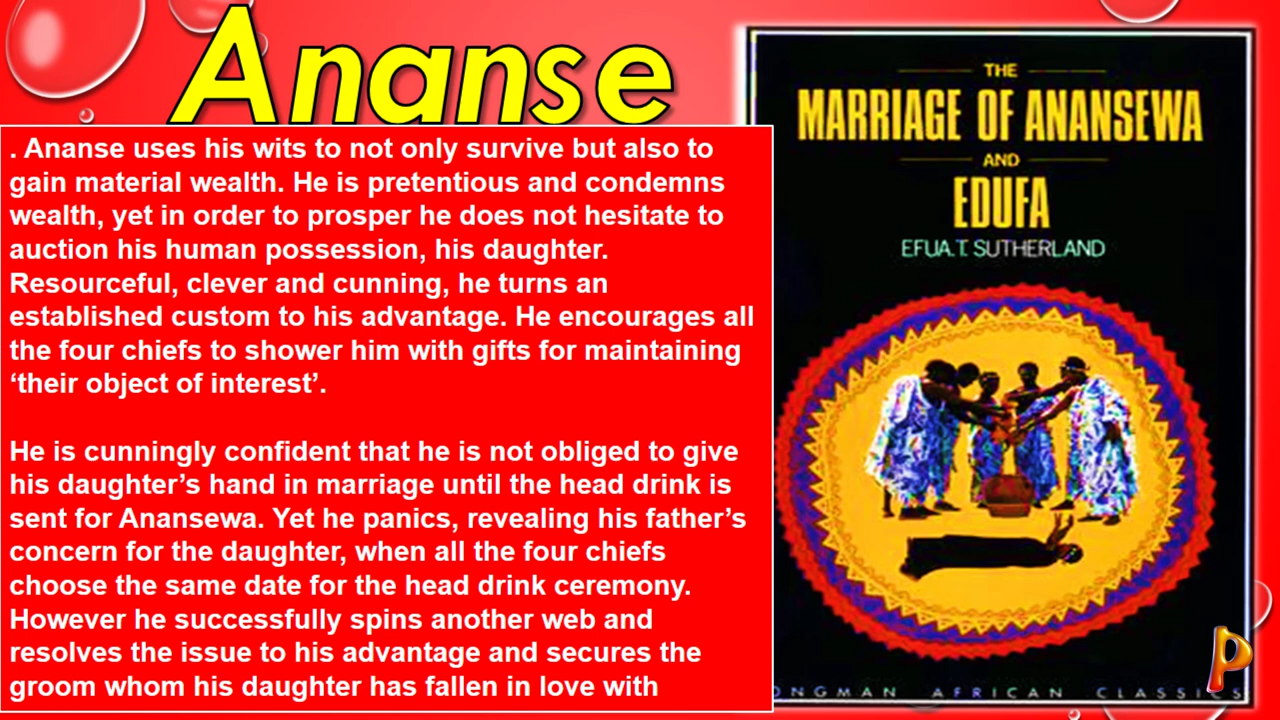 Ananse
. Ananse uses his wits to not only survive but also to
gain material wealth. He is pretentious and condemns
wealth, yet in order to prosper he does not hesitate to
auction his human possession, his daughter.
Resourceful, clever and cunning, he turns an
established custom to his advantage. He encourages all
the four chiefs to shower him with gifts for maintaining
‘their object of interest’.
He is cunningly confident that he is not obliged to give
his daughter’s hand in marriage until the head drink is
sent for Anansewa. Yet he panics, revealing his father’s
concern for the daughter, when all the four chiefs
choose the same date for the head drink ceremony.
However he successfully spins another web and
resolves the issue to his advantage and secures the
groom whom his daughter has fallen in love with
THE
MARRIAGE OF ANANSEWA
AND
EDUFA
EFUA.T. SUTHERLAND
ONGMAN AFRICAN CLASSICS
P